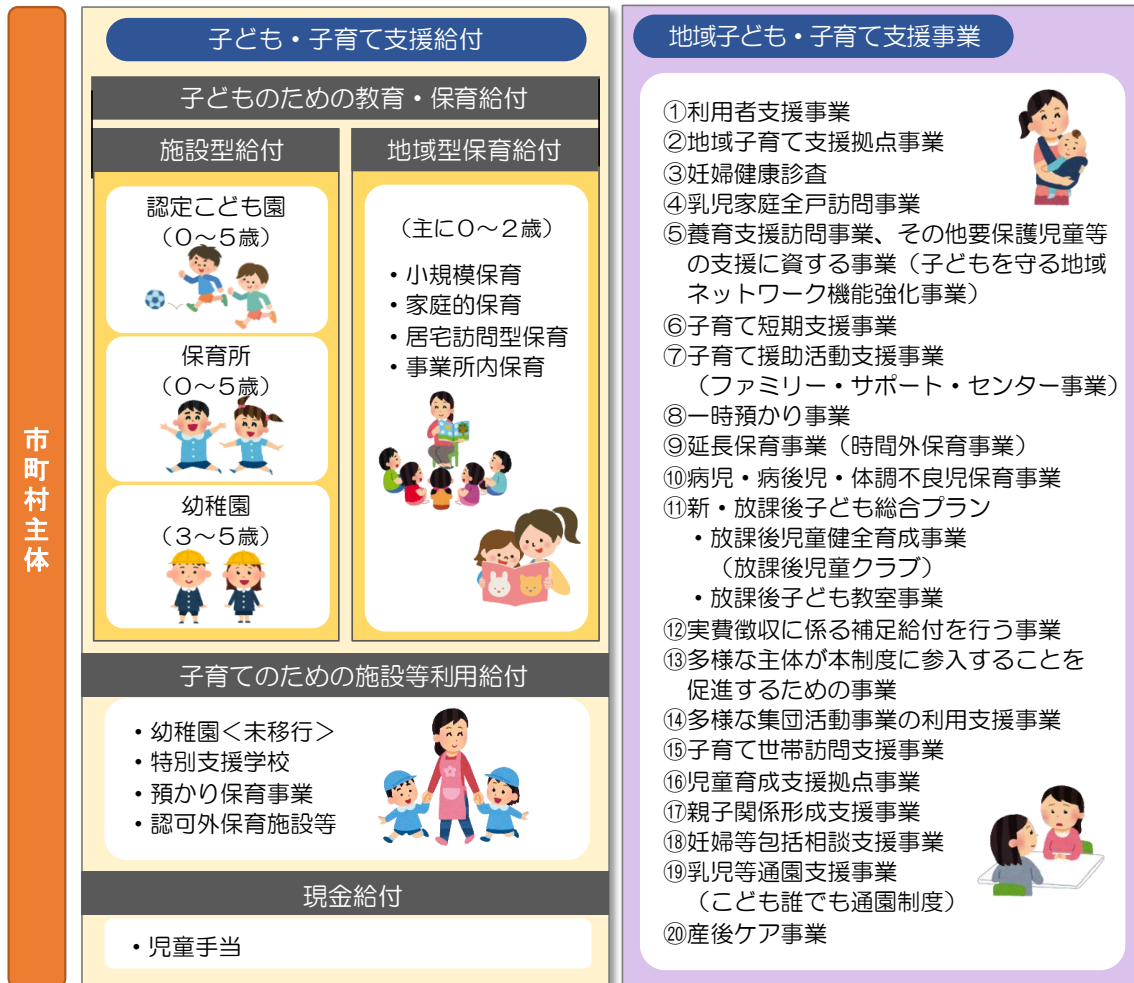 市町村主体
子ども・子育て支援給付
子どものための教育・保育給付
施設型給付
認定こども園
（０～５歳）
保育所
（０～５歳）
幼稚園
（３～５歳）
地域型保育給付
（主に０～２歳）
・小規模保育
・家庭的保育
・居宅訪問型保育
・事業所内保育
子育てのための施設等利用給付
・幼稚園＜未移行＞
・特別支援学校
・預かり保育事業
・認可外保育施設等
現金給付
・児童手当
地域子ども・子育て支援事業
①利用者支援事業
②地域子育て支援拠点事業
③妊婦健康診査
④乳児家庭全戸訪問事業
⑤養育支援訪問事業、その他要保護児童等
の支援に資する事業（子どもを守る地域
ネットワーク機能強化事業）
⑥子育て短期支援事業
⑦子育て援助活動支援事業
（ファミリー・サポート・センター事業）
⑧一時預かり事業
⑨延長保育事業（時間外保育事業）
⑩病児・病後児・体調不良児保育事業
⑪新・放課後子ども総合プラン
・放課後児童健全育成事業
（放課後児童クラブ）
・放課後子ども教室事業
⑫実費徴収に係る補足給付を行う事業
⑬多様な主体が本制度に参入することを
促進するための事業
⑭多様な集団活動事業の利用支援事業
⑮子育て世帯訪問支援事業
⑯児童育成支援拠点事業
⑰親子関係形成支援事業
⑱妊婦等包括相談支援事業
⑲乳児等通園支援事業
（こども誰でも通園制度）
⑳産後ケア事業